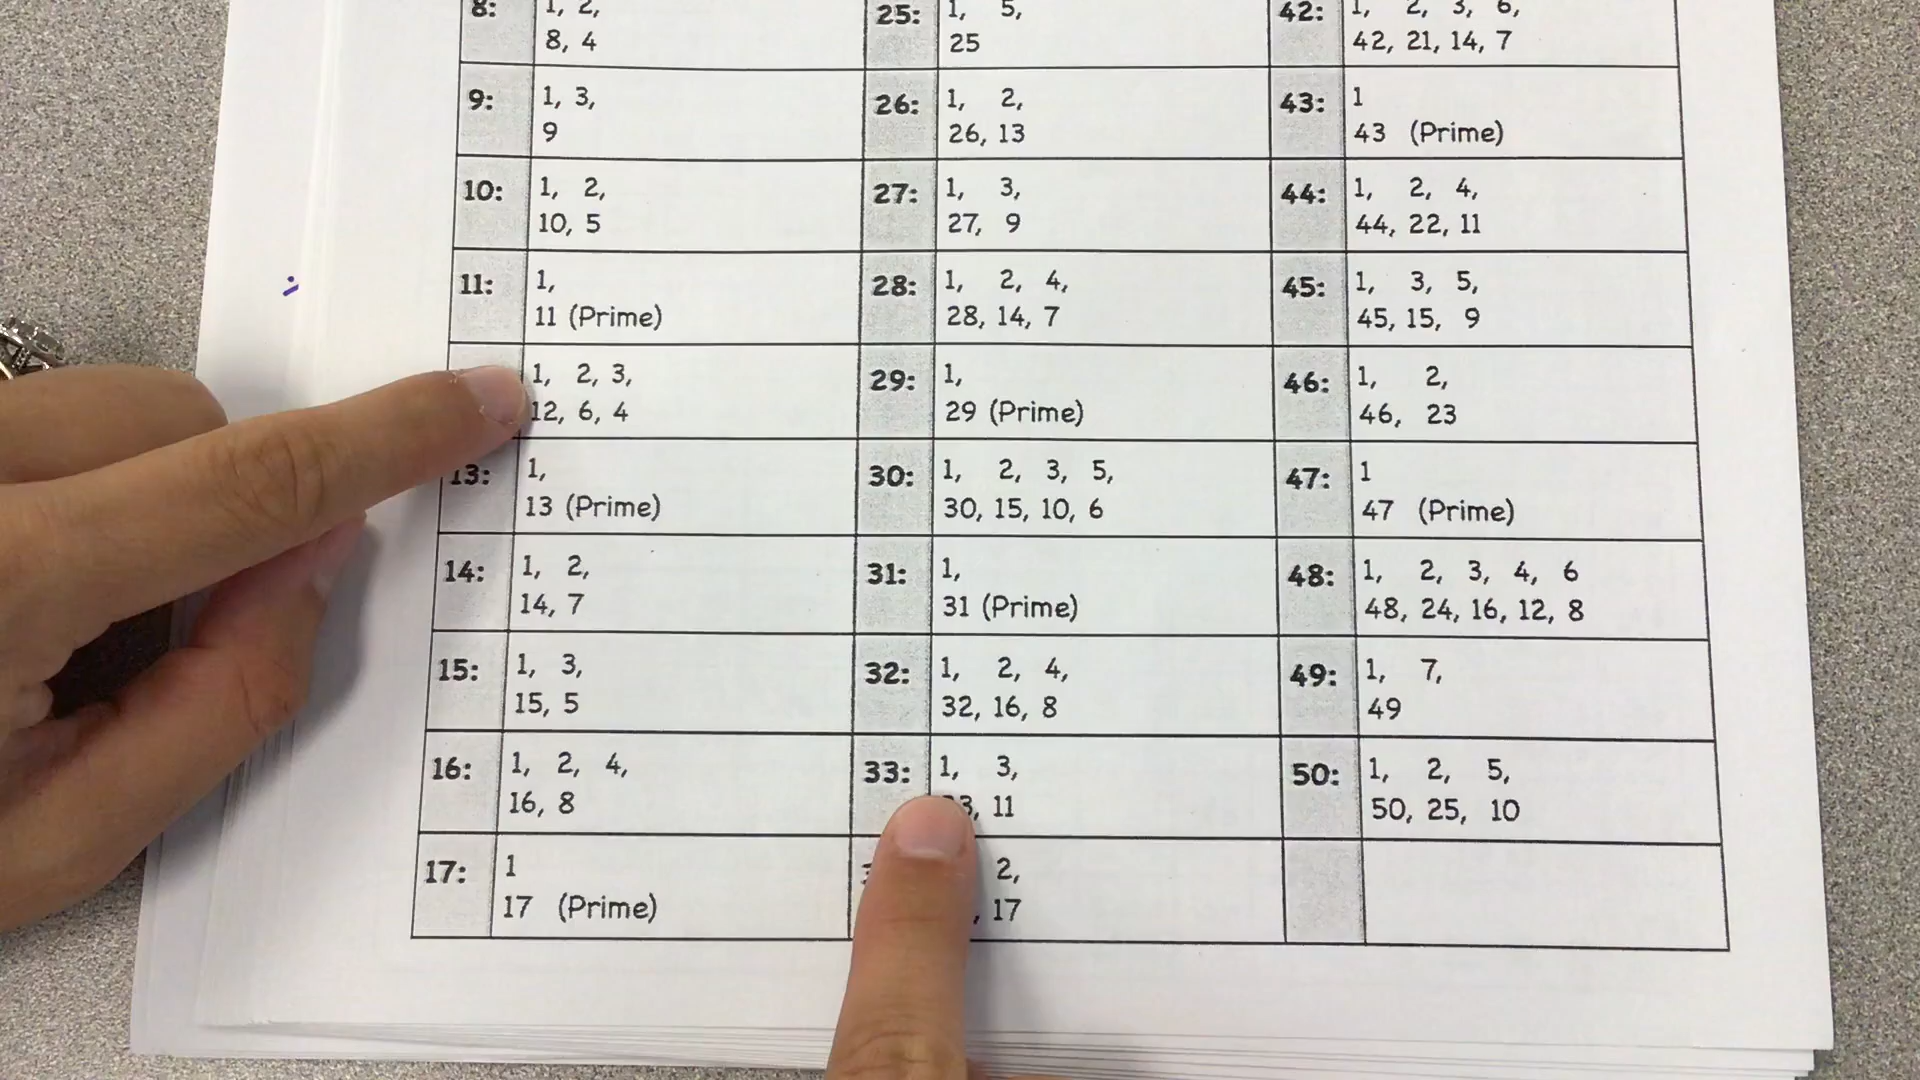 8: 1, 2,
8, 4
9: 1, 3,
9
10: 1, 2,
10, 5
11: 1,
11 (Prime)
1, 2, 3,
12, 6, 4
13: 1,
13 (Prime)
14: 1, 2,
14, 7
15: 1, 3,
15, 5
16: 1, 2, 4,
16, 8
17: 1
17 (Prime)
25: 1, 5,
25
26: 1, 2,
26, 13
27: 1, 3,
27, 9
28: 1, 2, 4,
28, 14, 7
29: 1,
29 (Prime)
30: 1, 2, 3, 5,
30, 15, 10, 6
31: 1,
31 (Prime)
32: 1, 2, 4,
32, 16, 8
33: 1, 3,
11
2,
, 17
42: 1, 2, 3, 6,
42, 21, 14, 7
43: 1
43 (Prime)
44: 1, 2, 4,
44, 22, 11
45: 1, 3, 5,
45, 15, 9
46: 1, 2,
46, 23
47: 1
47 (Prime)
48: 1, 2, 3, 4, 6
48, 24, 16, 12, 8
49: 1, 7,
49
50: 1, 2, 5,
50, 25, 10